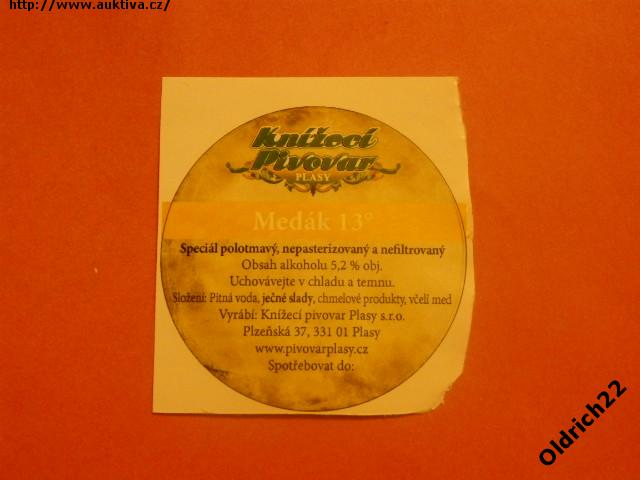 http://www.auktiva.cz/
Knížecí
Pivovar
PLASY
Medák 13°
Speciál polotmavý, nepasterizovaný a nefiltrovaný
Obsah alkoholu 5,2 % obj.
Uchovávejte v chladu a temnu.
Složení: Pitná voda, ječné slady, chmelové produkty, včelí med
Vyrábí: Knížecí pivovar Plasy s.r.o.
Plzeňská 37, 331 01 Plasy
www.pivovarplasy.cz
Spotřebovat do:
Oldrich22